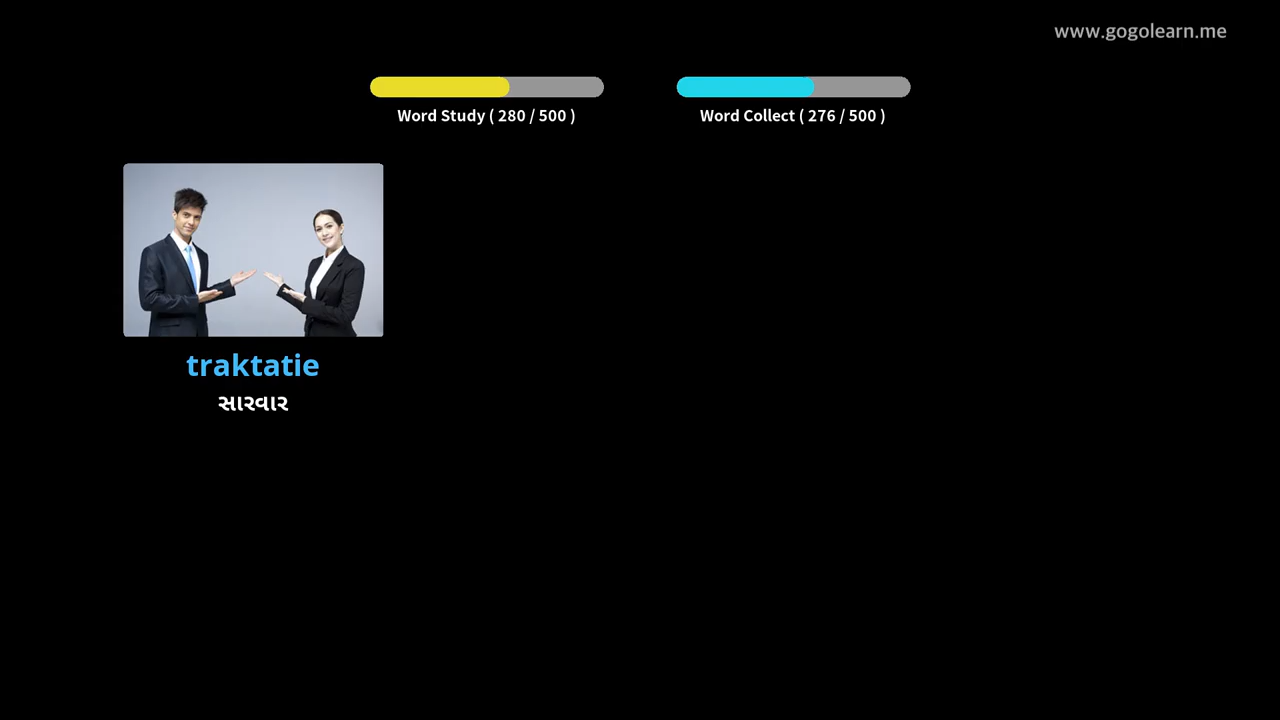 www.gogolearn.me
Word Study ( 280 / 500 )
Word Collect ( 276 / 500 )
traktatie
સારવાર